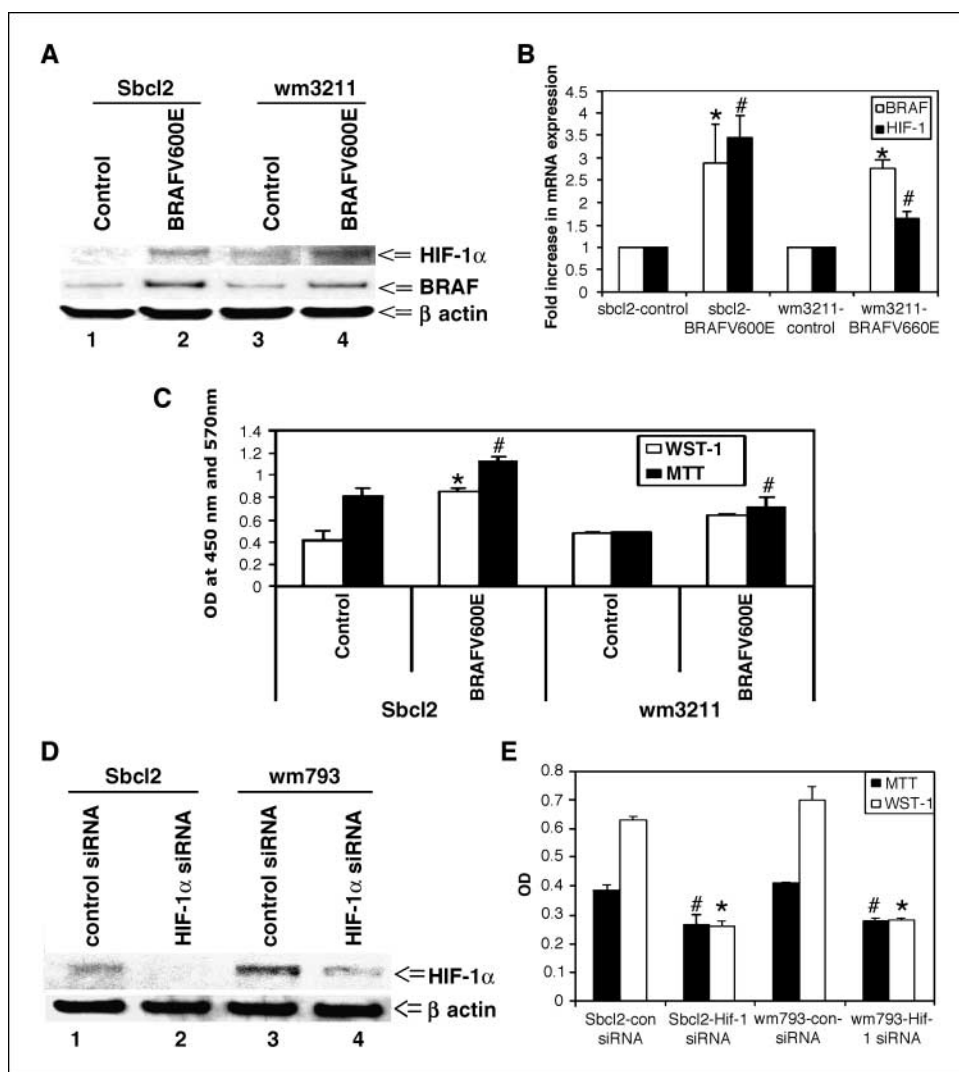 A
Sbcl2 wm3211
Control
BRAFV600E
Control
BRAFV600E
<= HIF-1α
<= BRAF
<= β actin
1 2 3 4
B
Fold increase in mRNA expression
4.5
4
3.5
3
2.5
2
1.5
1
0.5
0
* #
* #
BRAF
HIF-1
sbcl2-control
sbcl2-
BRAFV600E
wm3211-
control
wm3211-
BRAFV660E
C
OD at 450 nm and 570nm
1.4
1.2
1
0.8
0.6
0.4
0.2
0
* #
#
WST-1
MTT
Control
BRAFV600E
Control
BRAFV600E
Sbcl2 wm3211
D
Sbcl2 wm793
control siRNA
HIF-1α siRNA
control siRNA
HIF-1α siRNA
<=HIF-1α
<= β actin
1 2 3 4
E
OD
0.8
0.7
0.6
0.5
0.4
0.3
0.2
0.1
0
# *
# *
MTT
WST-1
Sbcl2-con
siRNA
Sbcl2-Hif-1
siRNA
wm793-con-
siRNA
wm793-Hif-
1 siRNA